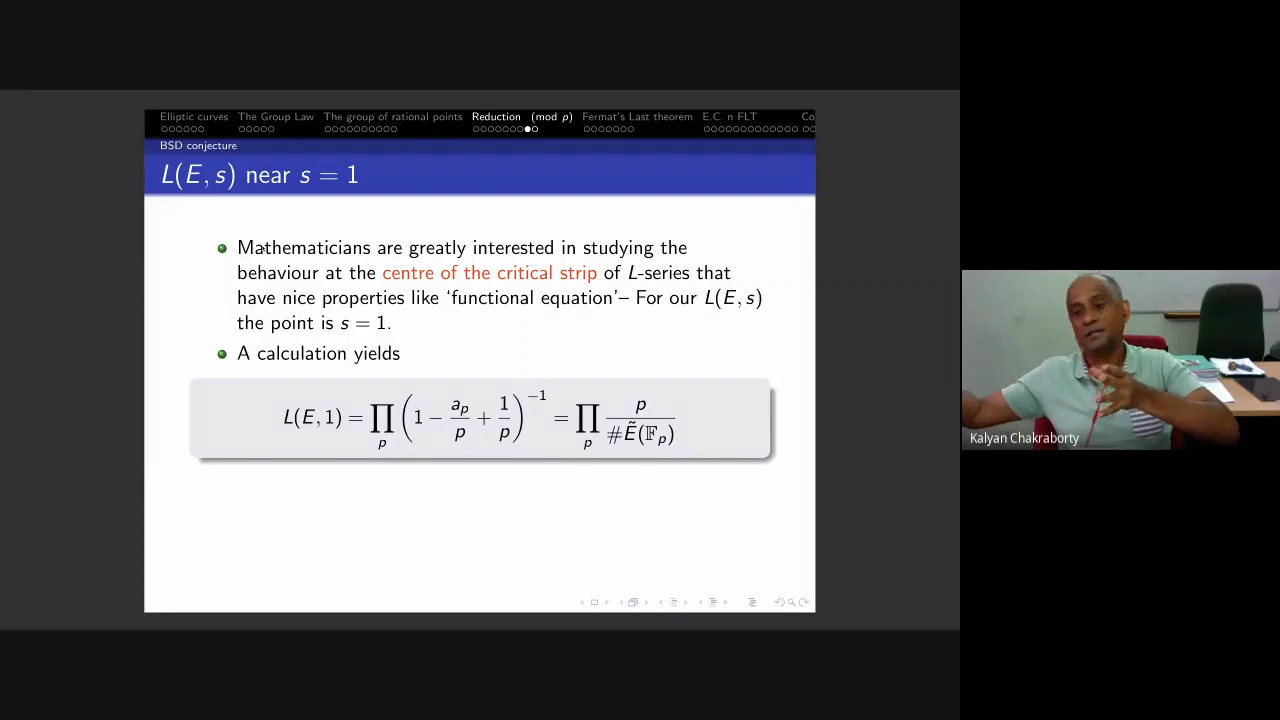 Elliptic curves The Group Law The group of rational points Reduction (mod p) Fermat's Last theorem E.C. n FLT Co
BSD conjecture
L(E, s) near s = 1
Mathematicians are greatly interested in studying the
behaviour at the centre of the critical strip of L-series that
have nice properties like ‘functional equation’– For our L(E, s)
the point is s = 1.
A calculation yields
L(E, 1) = ∏_p (1 − a_p/p + 1/p)^{−1} = ∏_p p/#Ẽ(𝔽_p)
Kalyan Chakraborty